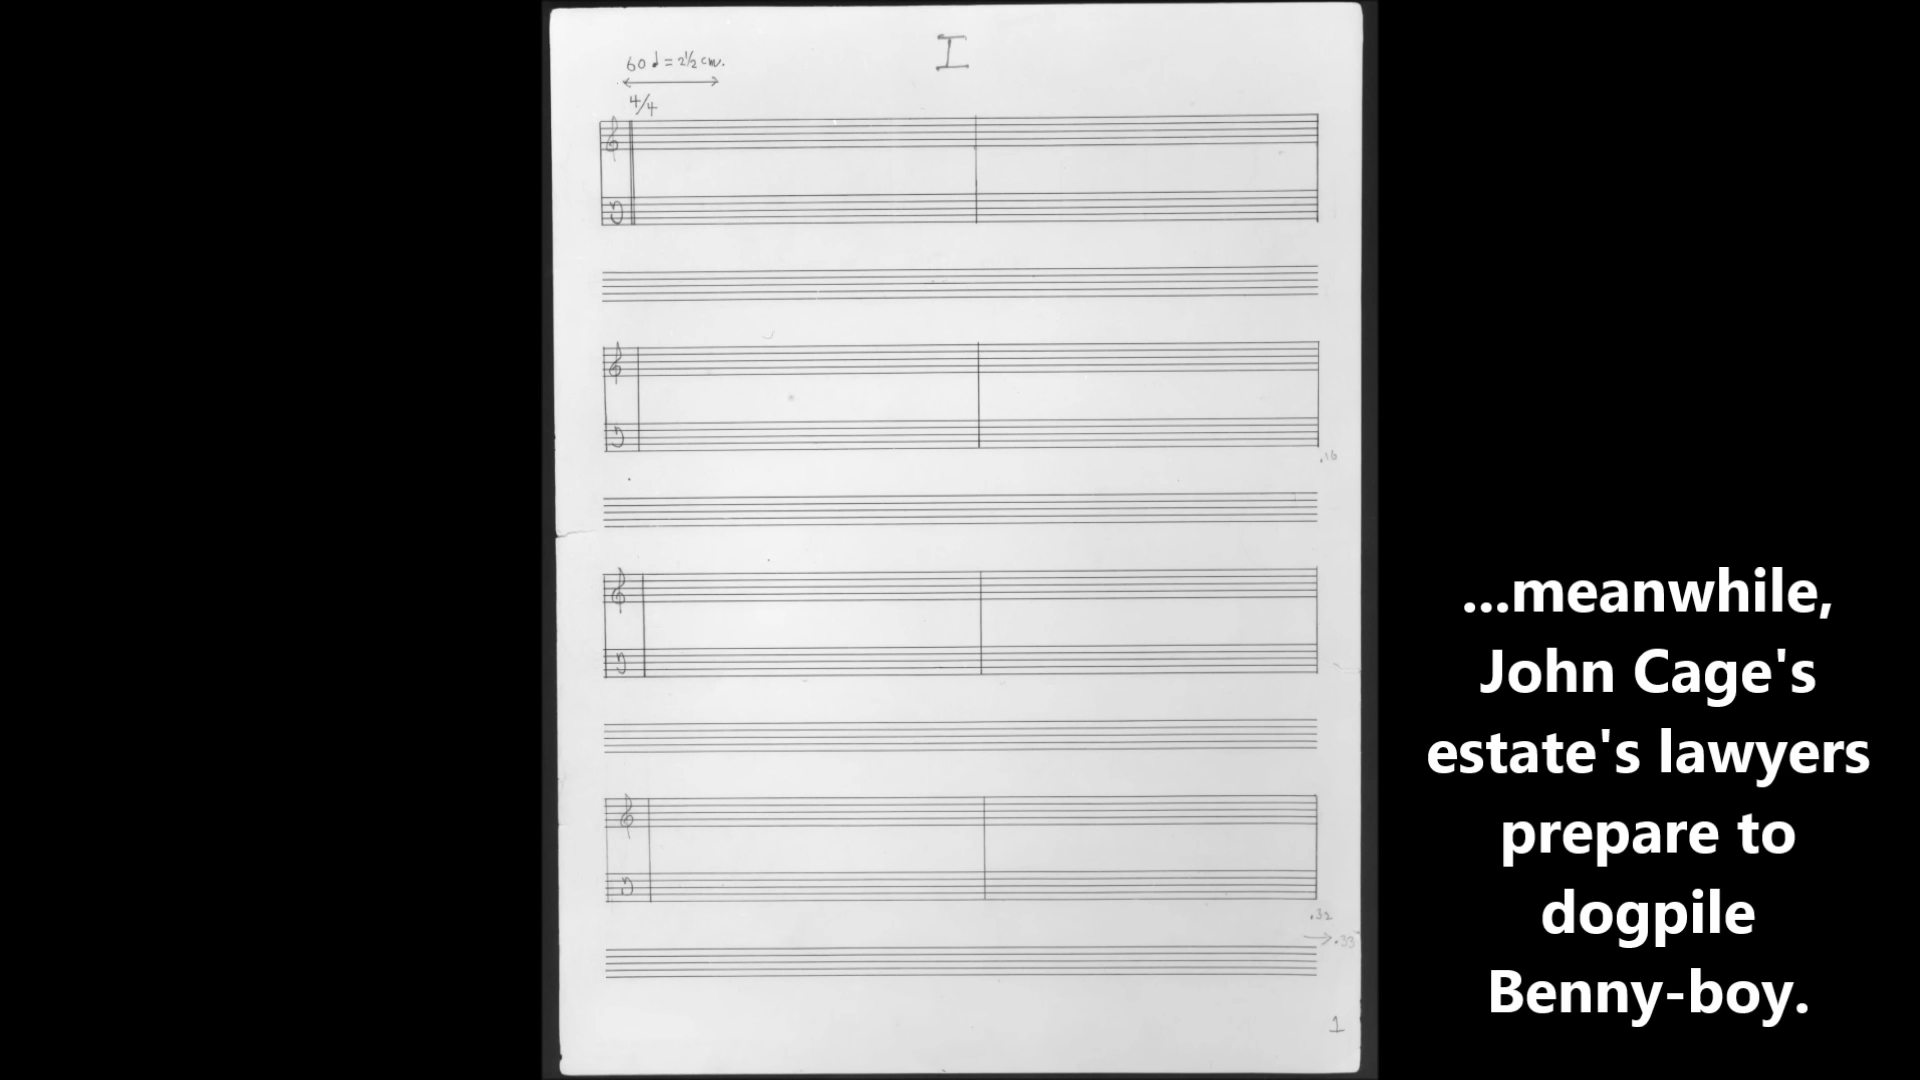 I
60 ♩ = 2½ cm.
4/4
.16
.32
→.33
1
...meanwhile,
John Cage's
estate's lawyers
prepare to
dogpile
Benny-boy.